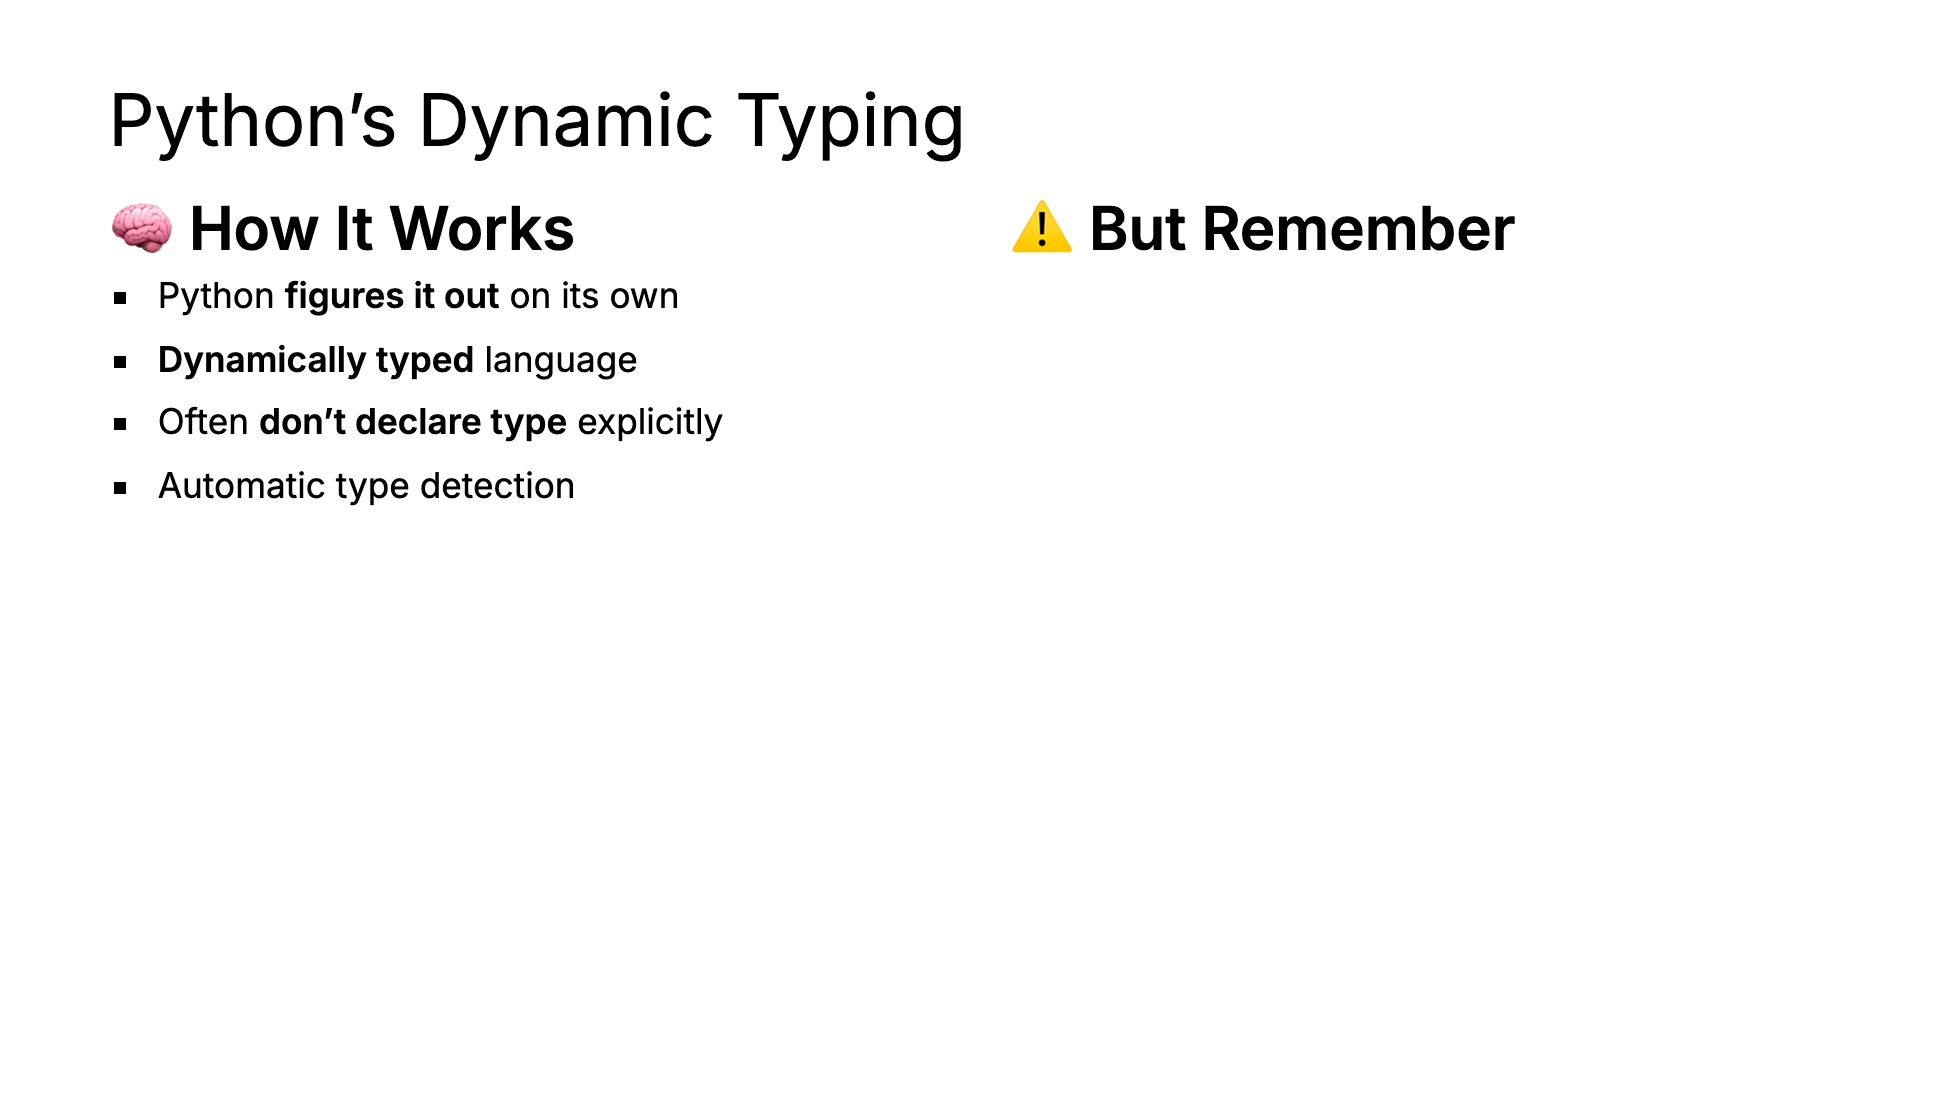 Python’s Dynamic Typing
🧠 How It Works
▪ Python figures it out on its own
▪ Dynamically typed language
▪ Often don’t declare type explicitly
▪ Automatic type detection
⚠️ But Remember